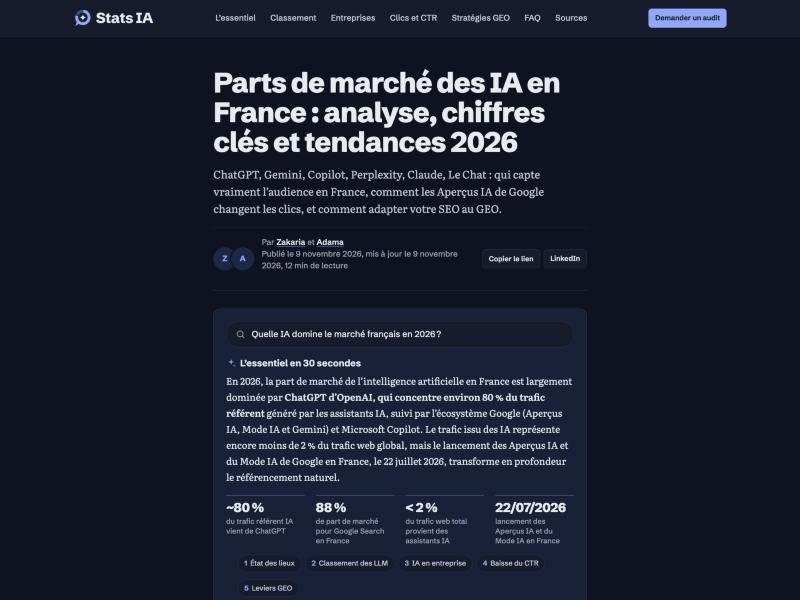 Stats IA
L'essentiel
Classement
Entreprises
Clics et CTR
Stratégies GEO
FAQ
Sources
Demander un audit
Parts de marché des IA en
France : analyse, chiffres
clés et tendances 2026
ChatGPT, Gemini, Copilot, Perplexity, Claude, Le Chat : qui capte
vraiment l'audience en France, comment les Aperçus IA de Google
changent les clics, et comment adapter votre SEO au GEO.
Z
A
Par Zakaria et Adama
Publié le 9 novembre 2026, mis à jour le 9 novembre
2026, 12 min de lecture
Copier le lien
LinkedIn
Quelle IA domine le marché français en 2026 ?
L'essentiel en 30 secondes
En 2026, la part de marché de l'intelligence artificielle en France est largement
dominée par ChatGPT d'OpenAI, qui concentre environ 80 % du trafic
référent généré par les assistants IA, suivi par l'écosystème Google (Aperçus
IA, Mode IA et Gemini) et Microsoft Copilot. Le trafic issu des IA représente
encore moins de 2 % du trafic web global, mais le lancement des Aperçus IA et
du Mode IA de Google en France, le 22 juillet 2026, transforme en profondeur
le référencement naturel.
~80 %
du trafic référent IA
vient de ChatGPT
88 %
de part de marché
pour Google Search
en France
< 2 %
du trafic web total
provient des
assistants IA
22/07/2026
lancement des
Aperçus IA et du
Mode IA en France
1 État des lieux
2 Classement des LLM
3 IA en entreprise
4 Baisse du CTR
5 Leviers GEO